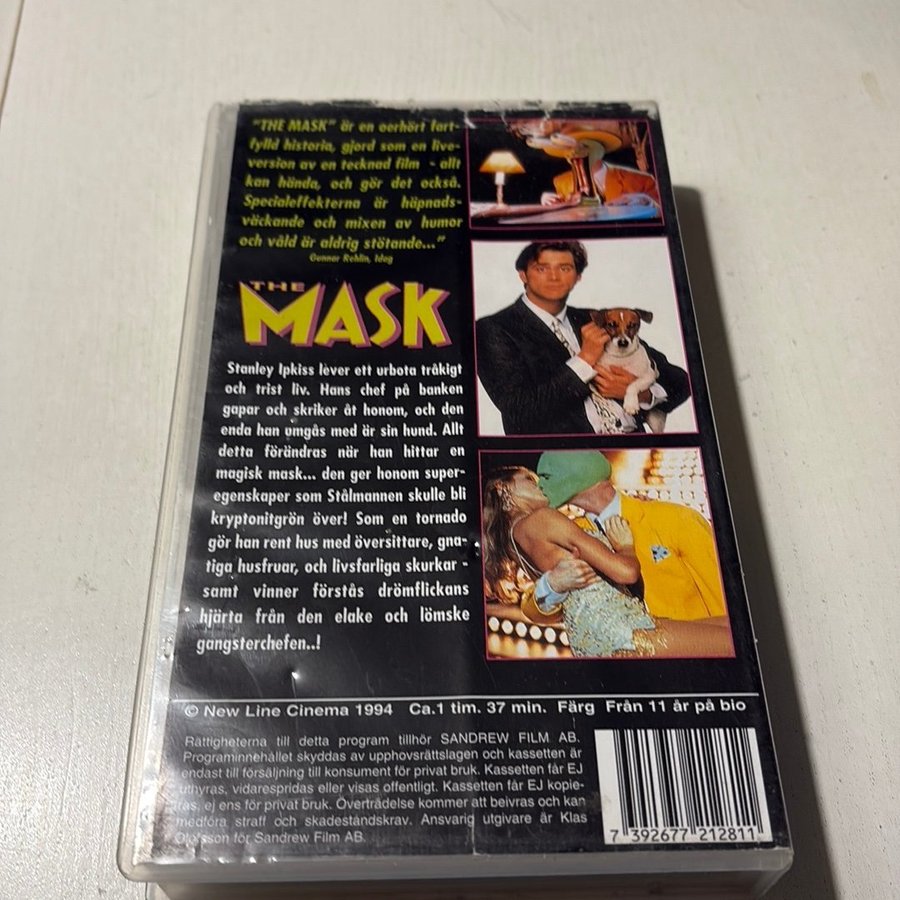 "THE MASK" är en oerhört fart-
fylld historia, gjord som en live-
version av en tecknad film - allt
kan hända, och gör det också.
Specialeffekterna är häpnads-
väckande och mixen av humor
och våld är aldrig stötande..."
Gunnar Rehlin, Idag
THE
MASK
Stanley Ipkiss lever ett urbota tråkigt
och trist liv. Hans chef på banken
gapar och skriker åt honom, och den
enda han umgås med är sin hund. Allt
detta förändras när han hittar en
magisk mask... den ger honom super-
egenskaper som Stålmannen skulle bli
kryptonitgrön över! Som en tornado
gör han rent hus med översittare, gna-
tiga husfruar, och livsfarliga skurkar -
samt vinner förstås drömflickans
hjärta från den elake och lömske
gangsterchefen..!
© New Line Cinema 1994 Ca.1 tim. 37 min. Färg Från 11 år på bio
Rättigheterna till detta program tillhör SANDREW FILM AB.
Programinnehållet skyddas av upphovsrättslagen och kassetten är
endast till försäljning till konsument för privat bruk. Kassetten får EJ
uthyras, vidarespridas eller visas offentligt. Kassetten får EJ kopie-
ras, ej ens för privat bruk. Övertrådelse kommer att beivras och kan
medföra straff och skadeståndskrav. Ansvarig utgivare är Klas
Olofsson för Sandrew Film AB.
7 392677 212811